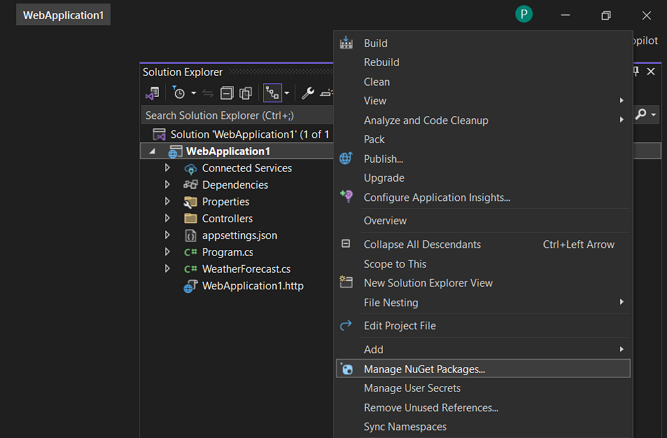 WebApplication1
P
opilot
Solution Explorer
Search Solution Explorer (Ctrl+;)
Solution 'WebApplication1' (1 of 1
WebApplication1
Connected Services
Dependencies
Properties
Controllers
appsettings.json
C# Program.cs
C# WeatherForecast.cs
WebApplication1.http
Build
Rebuild
Clean
View
Analyze and Code Cleanup
Pack
Publish...
Upgrade
Configure Application Insights...
Overview
Collapse All Descendants Ctrl+Left Arrow
Scope to This
New Solution Explorer View
File Nesting
Edit Project File
Add
Manage NuGet Packages...
Manage User Secrets
Remove Unused References...
Sync Namespaces